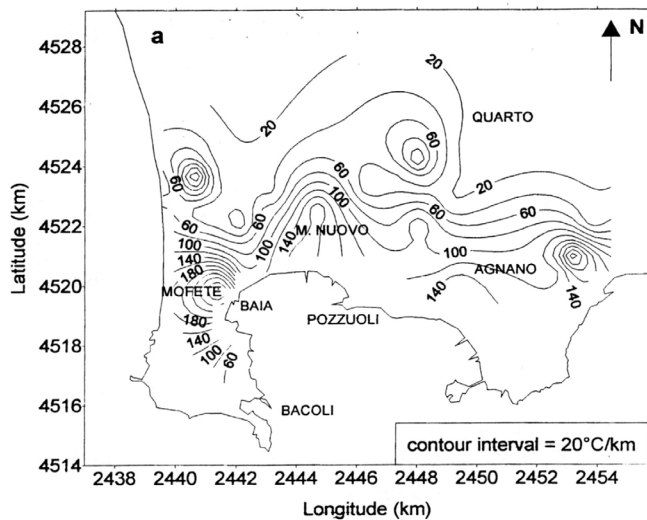 a
N
4528
4526
4524
4522
4520
4518
4516
4514
Latitude (km)
20
20
60
QUARTO
60
60
20
60
60
60
60
100
100
100
140
M. NUOVO
100
140
100
180
AGNANO
MOFETE
140
140
BAIA
180
POZZUOLI
140
100
60
BACOLI
contour interval = 20°C/km
2438 2440 2442 2444 2446 2448 2450 2452 2454
Longitude (km)